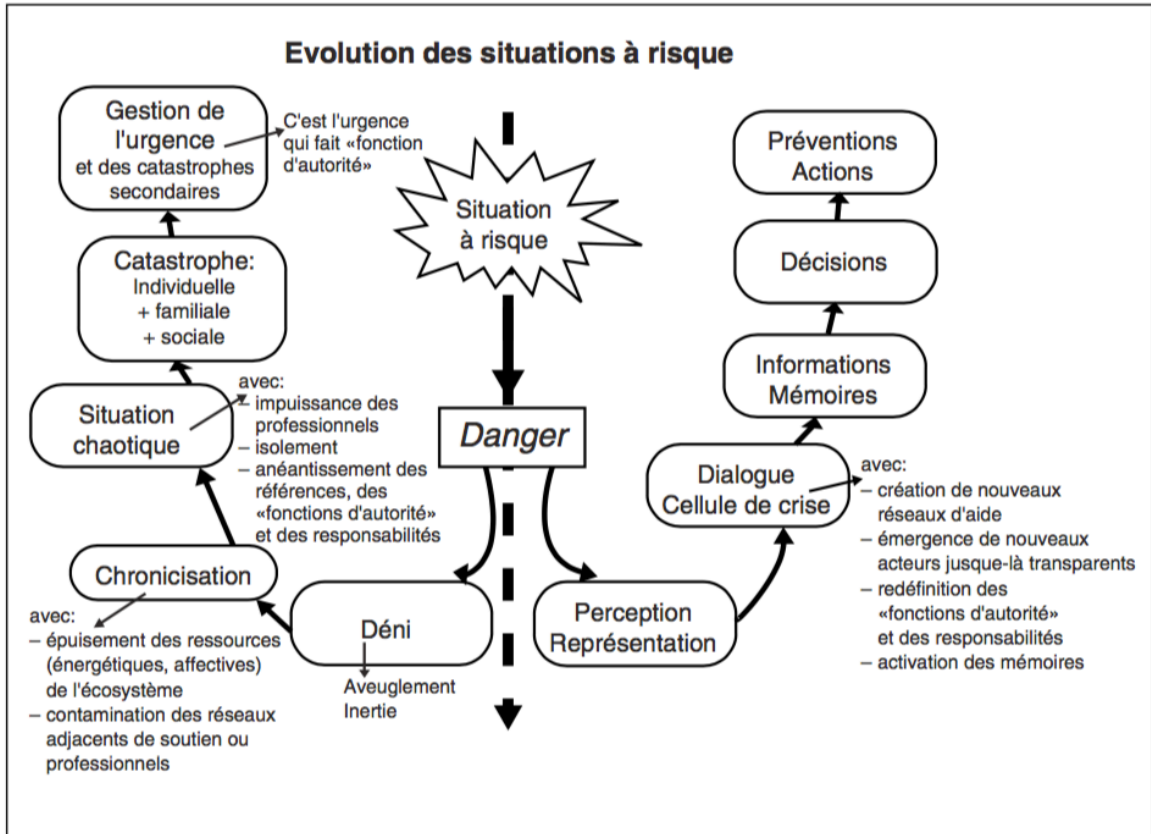 Evolution des situations à risque
Gestion de
l'urgence
et des catastrophes
secondaires
C'est l'urgence
qui fait «fonction
d'autorité»
Catastrophe:
Individuelle
+ familiale
+ sociale
Situation
chaotique
avec:
– impuissance des
professionnels
– isolement
– anéantissement des
références, des
«fonctions d'autorité»
et des responsabilités
Chronicisation
avec:
– épuisement des ressources
(énergétiques, affectives)
de l'écosystème
– contamination des réseaux
adjacents de soutien ou
professionnels
Déni
Aveuglement
Inertie
Situation
à risque
Danger
Perception
Représentation
Dialogue
Cellule de crise
avec:
– création de nouveaux
réseaux d'aide
– émergence de nouveaux
acteurs jusque-là transparents
– redéfinition des
«fonctions d'autorité»
et des responsabilités
– activation des mémoires
Informations
Mémoires
Décisions
Préventions
Actions